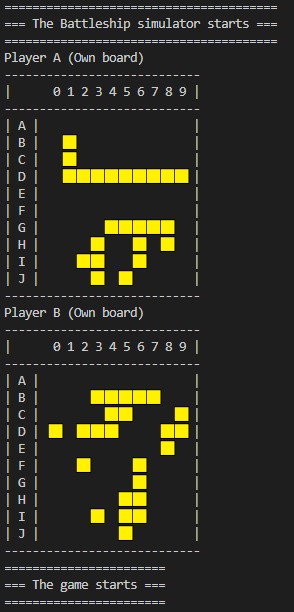 =======================================
=== The Battleship simulator starts ===
=======================================
Player A (Own board)
----------------------------
|      0 1 2 3 4 5 6 7 8 9 |
----------------------------
| A |                      |
| B |                      |
| C |                      |
| D |                      |
| E |                      |
| F |                      |
| G |                      |
| H |                      |
| I |                      |
| J |                      |
----------------------------
Player B (Own board)
----------------------------
|      0 1 2 3 4 5 6 7 8 9 |
----------------------------
| A |                      |
| B |                      |
| C |                      |
| D |                      |
| E |                      |
| F |                      |
| G |                      |
| H |                      |
| I |                      |
| J |                      |
----------------------------
=======================
=== The game starts ===
=======================